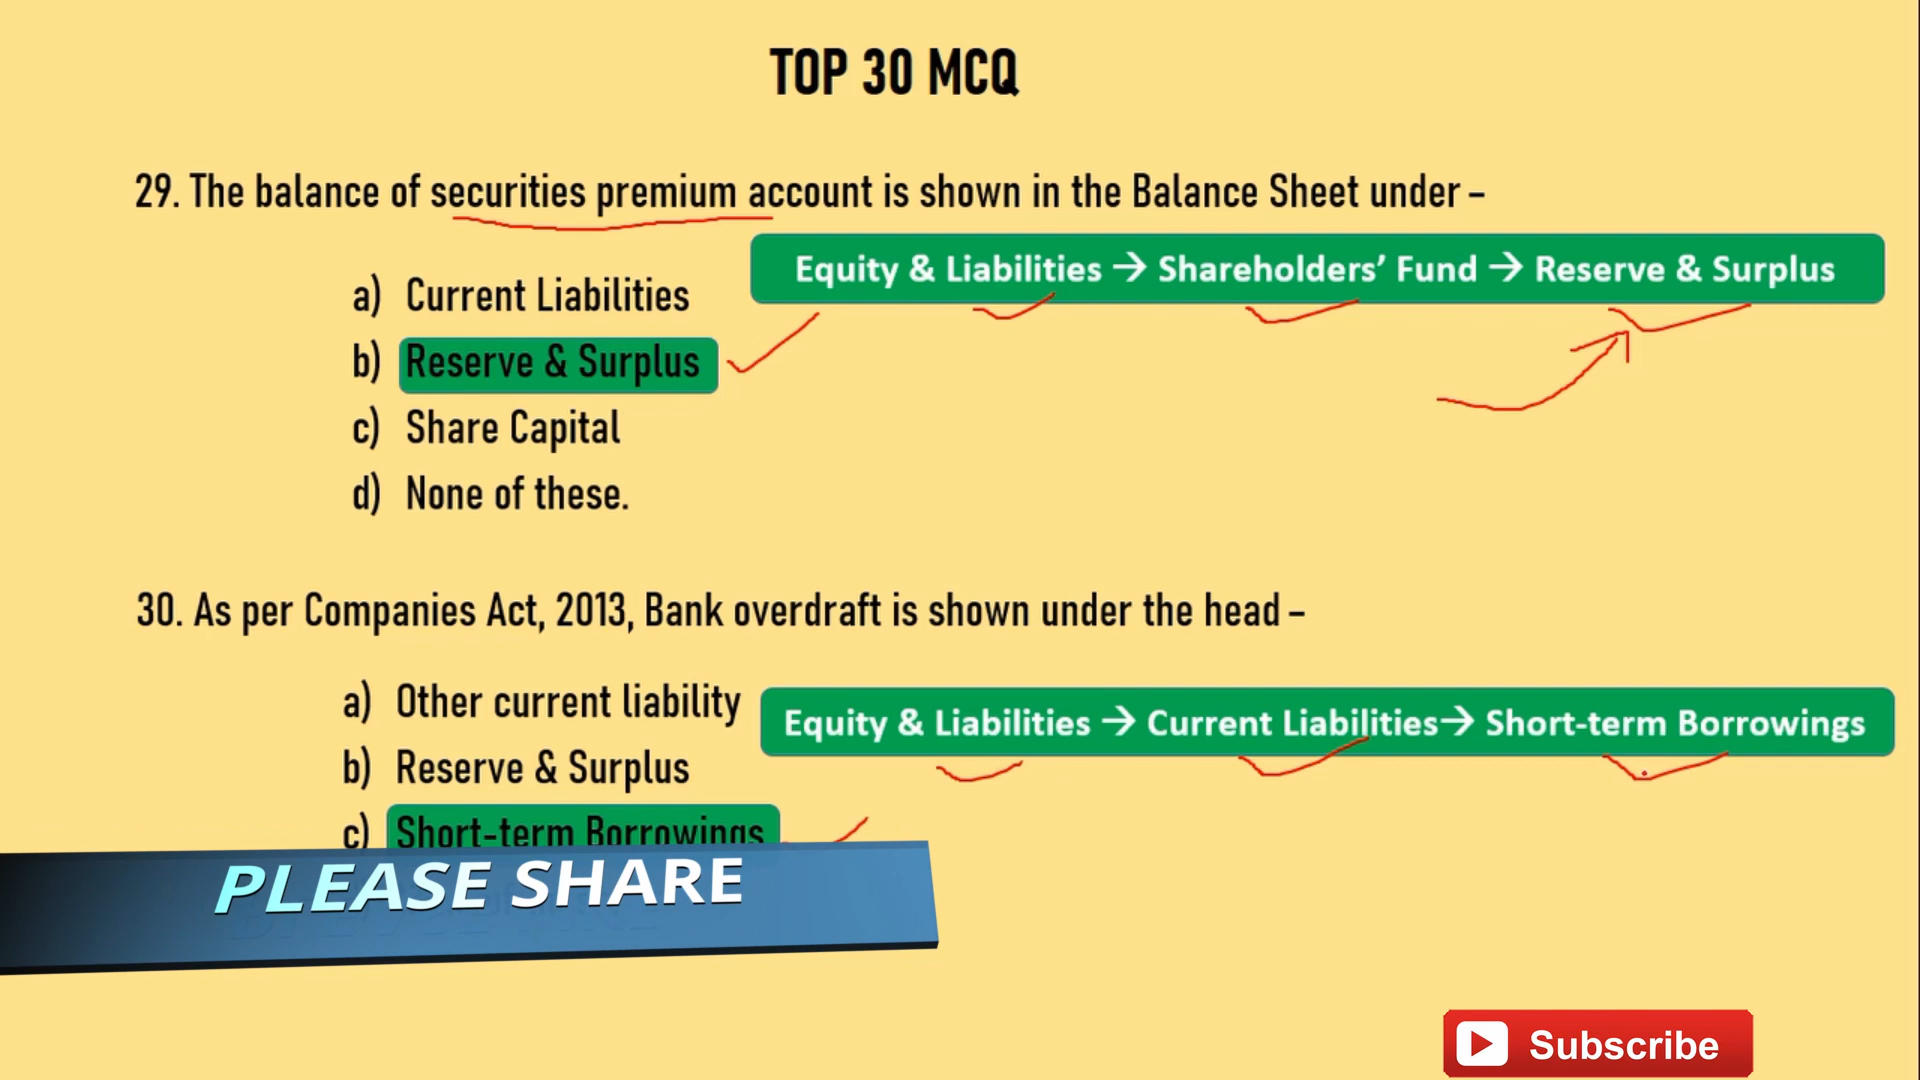 TOP 30 MCQ
29. The balance of securities premium account is shown in the Balance Sheet under –
Equity & Liabilities → Shareholders' Fund → Reserve & Surplus
a) Current Liabilities
b) Reserve & Surplus
c) Share Capital
d) None of these.
30. As per Companies Act, 2013, Bank overdraft is shown under the head –
a) Other current liability
Equity & Liabilities → Current Liabilities→ Short-term Borrowings
b) Reserve & Surplus
c) Short-term Borrowings
PLEASE SHARE
Subscribe